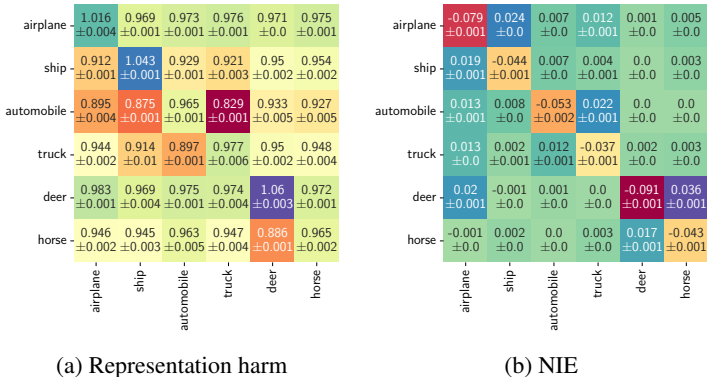 airplane 1.016 0.969 0.973 0.976 0.971 0.975
±0.004 ±0.001 ±0.001 ±0.001 ±0.0 ±0.001
ship 0.912 1.043 0.929 0.921 0.95 0.954
±0.001 ±0.001 ±0.001 ±0.003 ±0.002 ±0.002
automobile 0.895 0.875 0.965 0.829 0.933 0.927
±0.004 ±0.001 ±0.001 ±0.001 ±0.005 ±0.005
truck 0.944 0.914 0.897 0.977 0.95 0.948
±0.002 ±0.01 ±0.001 ±0.006 ±0.002 ±0.004
deer 0.983 0.969 0.975 0.974 1.06 0.972
±0.001 ±0.004 ±0.001 ±0.004 ±0.003 ±0.001
horse 0.946 0.945 0.963 0.947 0.886 0.965
±0.002 ±0.003 ±0.005 ±0.004 ±0.001 ±0.002
airplane ship automobile truck deer horse
(a) Representation harm
airplane -0.079 0.024 0.007 0.012 0.001 0.005
±0.001 ±0.0 ±0.0 ±0.001 ±0.0 ±0.0
ship 0.019 -0.044 0.007 0.004 0.0 0.003
±0.001 ±0.001 ±0.0 ±0.001 ±0.0 ±0.0
automobile 0.013 0.008 -0.053 0.022 0.0 0.0
±0.001 ±0.0 ±0.002 ±0.001 ±0.0 ±0.0
truck 0.013 0.002 0.012 -0.037 0.002 0.003
±0.0 ±0.001 ±0.001 ±0.001 ±0.0 ±0.0
deer 0.02 -0.001 0.001 0.0 -0.091 0.036
±0.001 ±0.0 ±0.0 ±0.0 ±0.001 ±0.001
horse -0.001 0.002 0.0 0.003 0.017 -0.043
±0.0 ±0.0 ±0.0 ±0.0 ±0.001 ±0.001
airplane ship automobile truck deer horse
(b) NIE